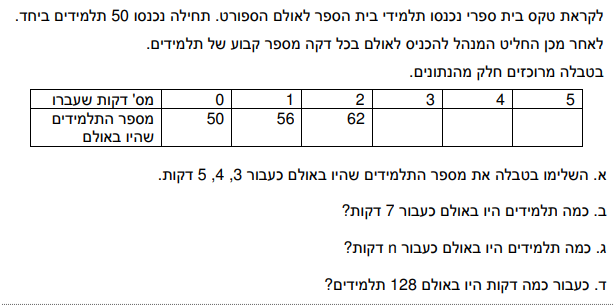 לקראת טקס בית ספרי נכנסו תלמידי בית הספר לאולם הספורט. תחילה נכנסו 50 תלמידים ביחד.
לאחר מכן החליט המנהל להכניס לאולם בכל דקה מספר קבוע של תלמידים.
בטבלה מרוכזים חלק מהנתונים.
מס' דקות שעברו 0 1 2 3 4 5
מספר התלמידים 50 56 62
שהיו באולם
א. השלימו בטבלה את מספר התלמידים שהיו באולם כעבור 3, 4, 5 דקות.
ב. כמה תלמידים היו באולם כעבור 7 דקות?
ג. כמה תלמידים היו באולם כעבור n דקות?
ד. כעבור כמה דקות היו באולם 128 תלמידים?